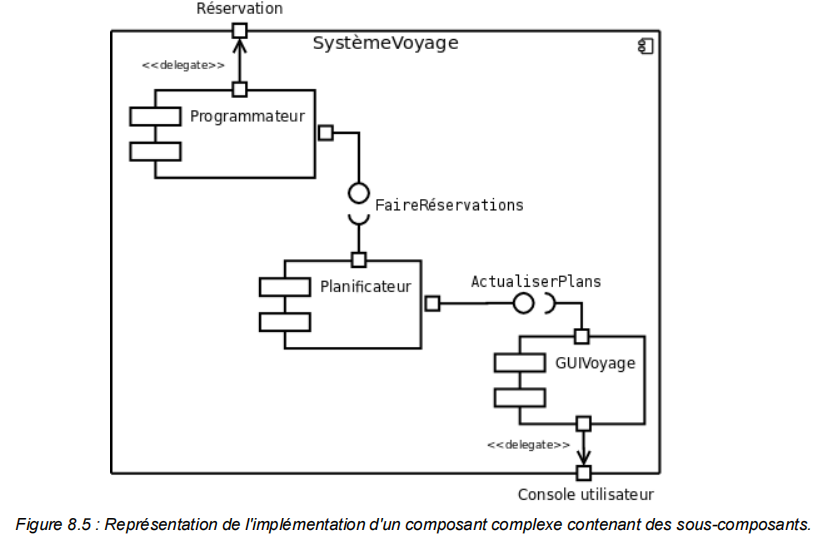 Réservation
SystèmeVoyage
<<delegate>>
Programmateur
FaireRéservations
Planificateur
ActualiserPlans
GUIVoyage
<<delegate>>
Console utilisateur
Figure 8.5 : Représentation de l'implémentation d'un composant complexe contenant des sous-composants.